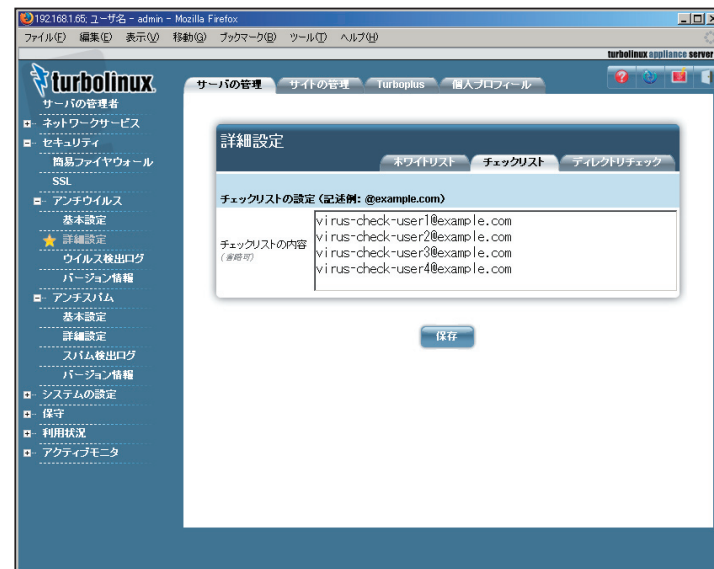 192.168.1.65; ユーザ名 - admin - Mozilla Firefox
ファイル(F) 編集(E) 表示(V) 移動(G) ブックマーク(B) ツール(T) ヘルプ(H)
turbolinux appliance server
turbolinux.
サーバの管理 サイトの管理 Turboplus 個人プロフィール
サーバの管理者
ネットワークサービス
セキュリティ
簡易ファイヤウォール
SSL
アンチウイルス
基本設定
詳細設定
ウイルス検出ログ
バージョン情報
アンチスパム
基本設定
詳細設定
スパム検出ログ
バージョン情報
システムの設定
保守
利用状況
アクティブモニタ
詳細設定
ホワイトリスト チェックリスト ディレクトリチェック
チェックリストの設定 (記述例: @example.com)
チェックリストの内容
(省略可)
virus-check-user1@example.com
virus-check-user2@example.com
virus-check-user3@example.com
virus-check-user4@example.com
保存